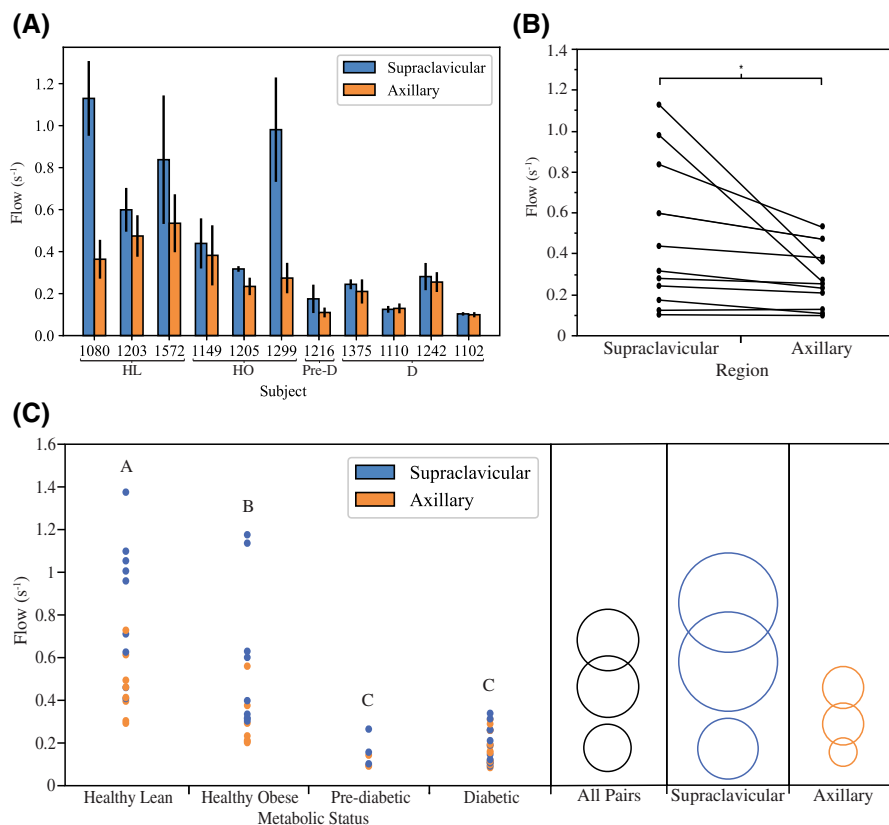 (A)
1.2
1.0
0.8
0.6
0.4
0.2
0
Flow (s⁻¹)
Supraclavicular
Axillary
1080 1203 1572 1149 1205 1299 1216 1375 1110 1242 1102
HL HO Pre-D D
Subject
(B)
1.4
1.2
1.0
0.8
0.6
0.4
0.2
0
Flow (s⁻¹)
*
Supraclavicular Axillary
Region
(C)
1.6
1.4
1.2
1
0.8
0.6
0.4
0.2
0
Flow (s⁻¹)
A
B
C
C
Supraclavicular
Axillary
Healthy Lean Healthy Obese Pre-diabetic Diabetic All Pairs Supraclavicular Axillary
Metabolic Status